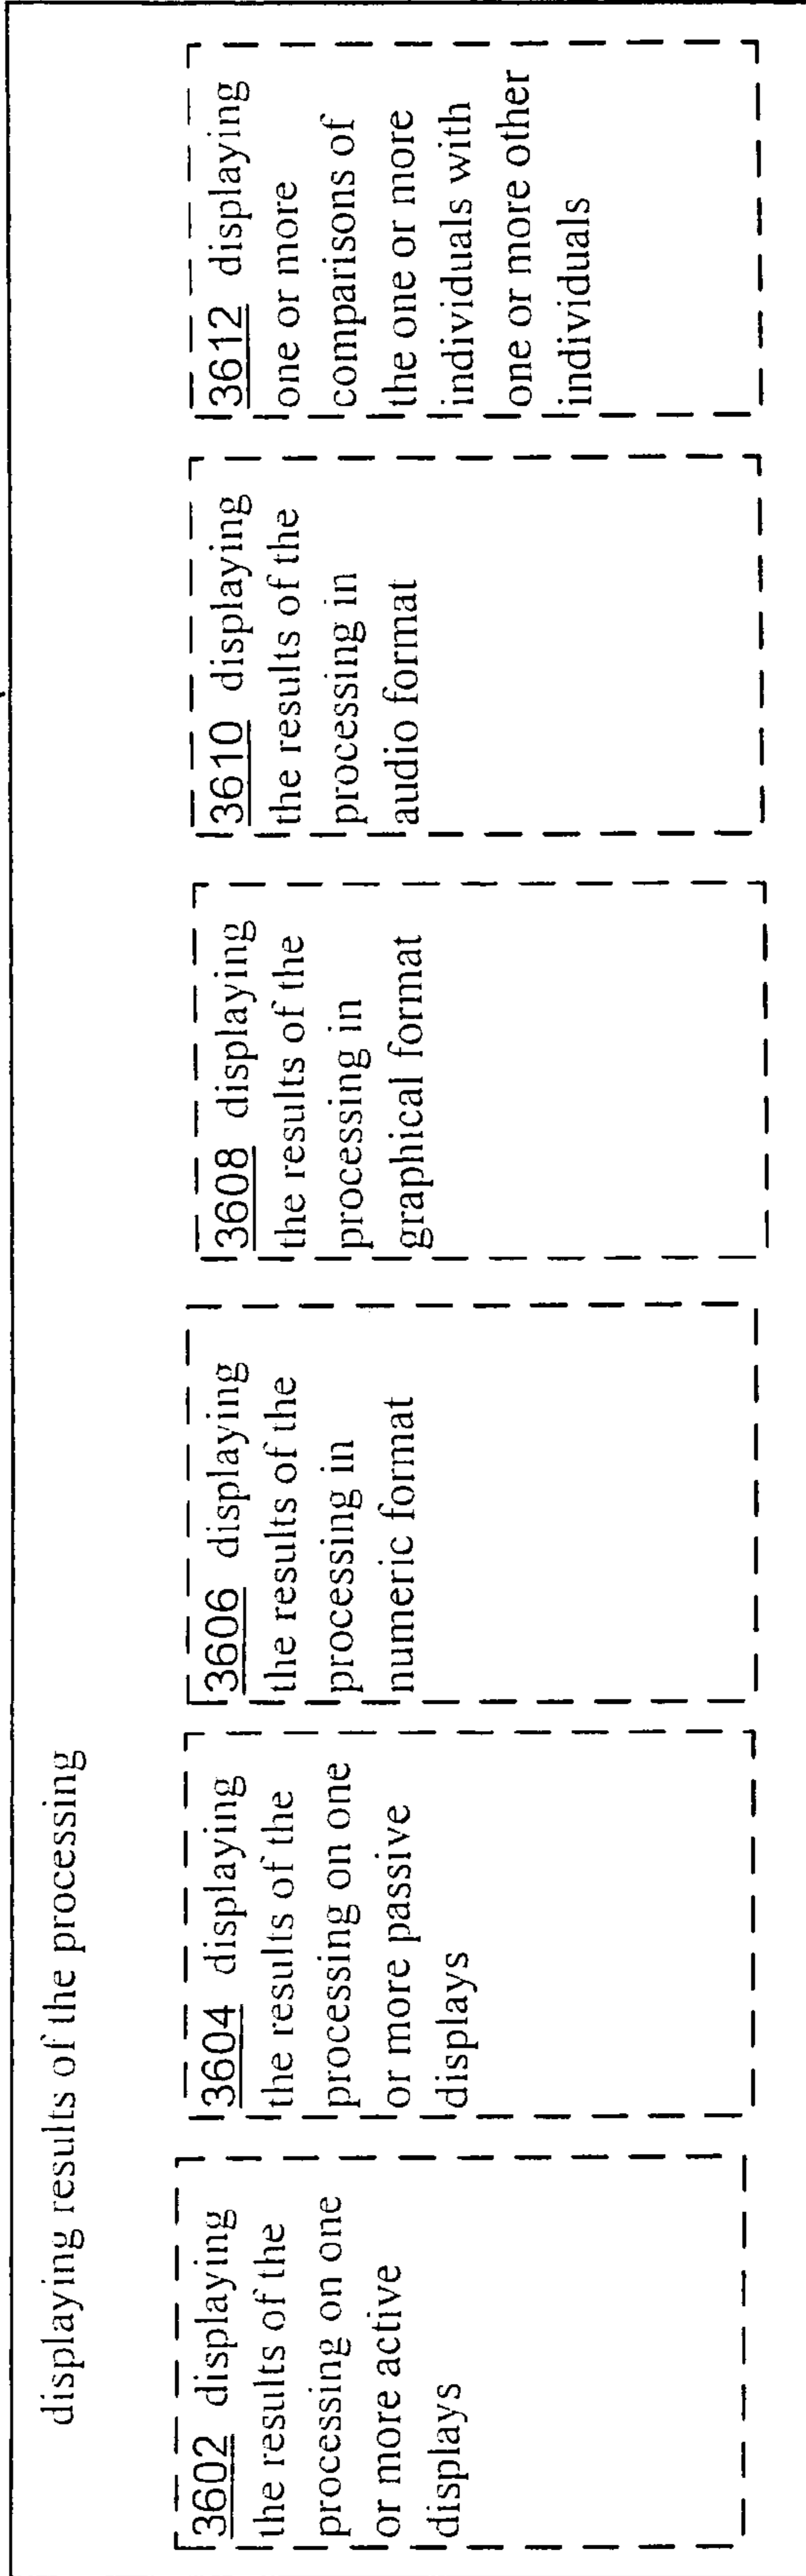 displaying results of the processing
3602 displaying
the results of the
processing on one
or more active
displays
3604 displaying
the results of the
processing on one
or more passive
displays
3606 displaying
the results of the
processing in
numeric format
3608 displaying
the results of the
processing in
graphical format
3610 displaying
the results of the
processing in
audio format
3612 displaying
one or more
comparisons of
the one or more
individuals with
one or more other
individuals